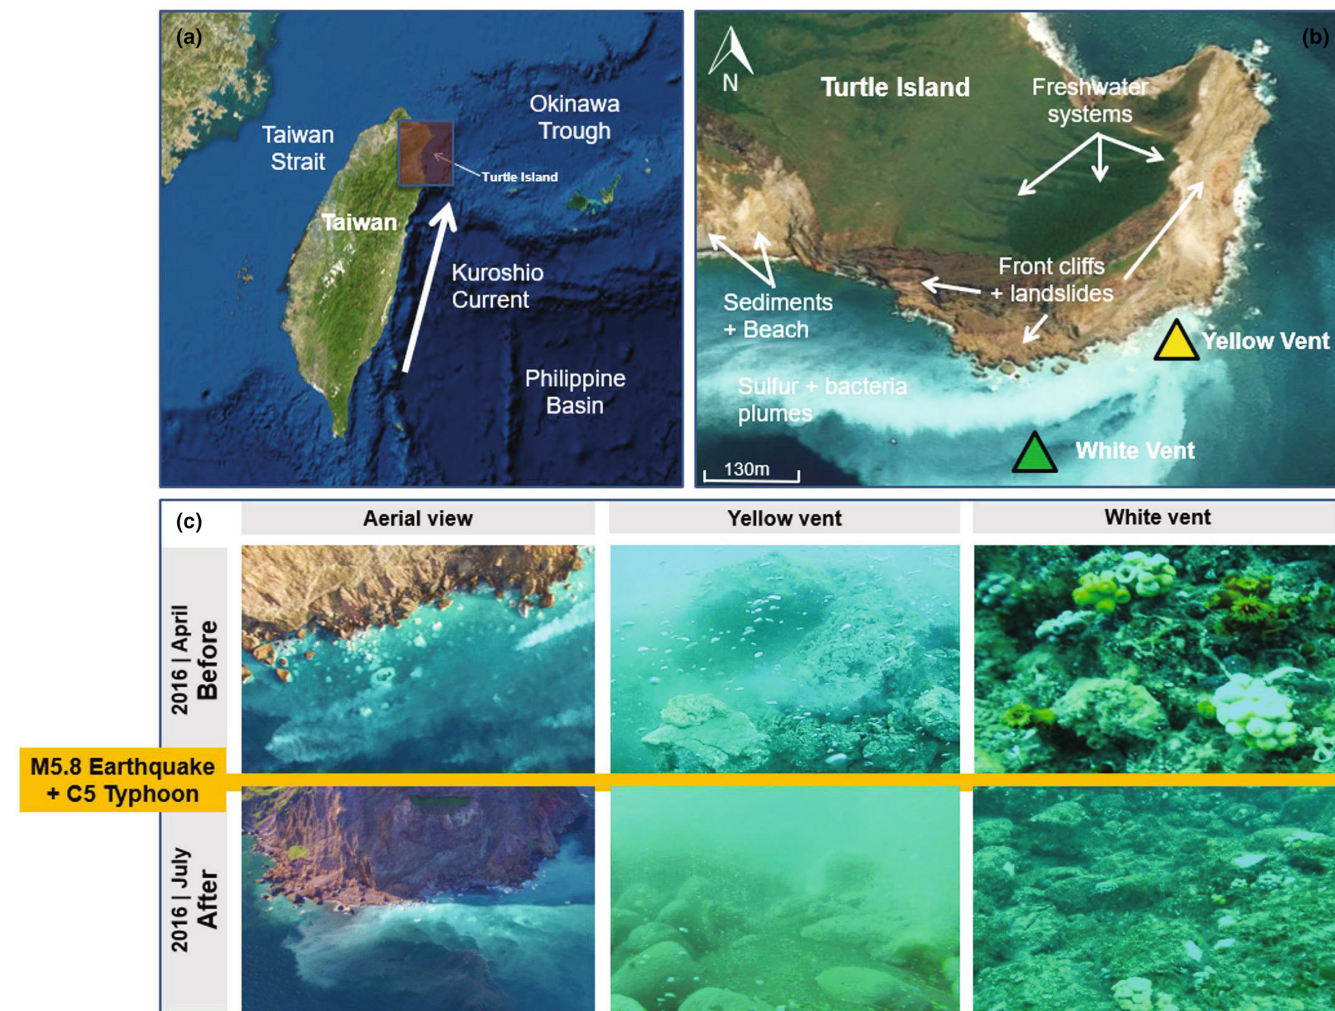 (a)
Taiwan
Strait
Okinawa
Trough
Turtle Island
Taiwan
Kuroshio
Current
Philippine
Basin
(b)
N
Turtle Island
Freshwater
systems
Front cliffs
+ landslides
Sediments
+ Beach
Yellow Vent
Sulfur + bacteria
plumes
White Vent
130m
(c)
Aerial view
Yellow vent
White vent
2016 | April
Before
M5.8 Earthquake
+ C5 Typhoon
2016 | July
After